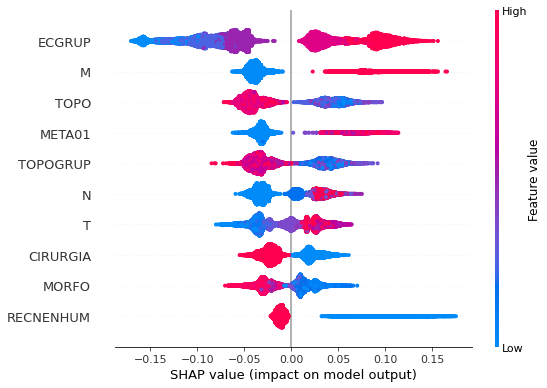 High
ECGRUP
M
TOPO
META01
TOPOGRUP
N
T
CIRURGIA
MORFO
RECNENHUM
Feature value
Low
−0.15 −0.10 −0.05 0.00 0.05 0.10 0.15
SHAP value (impact on model output)